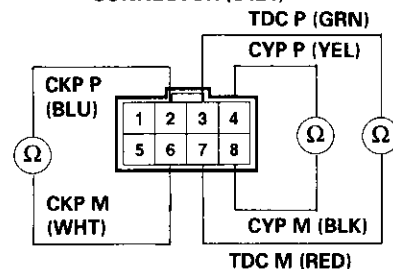 TDC P (GRN)
CYP P (YEL)
CKP P
(BLU)
1 2 3 4
5 6 7 8
Ω Ω Ω
CKP M
(WHT)
CYP M (BLK)
TDC M (RED)